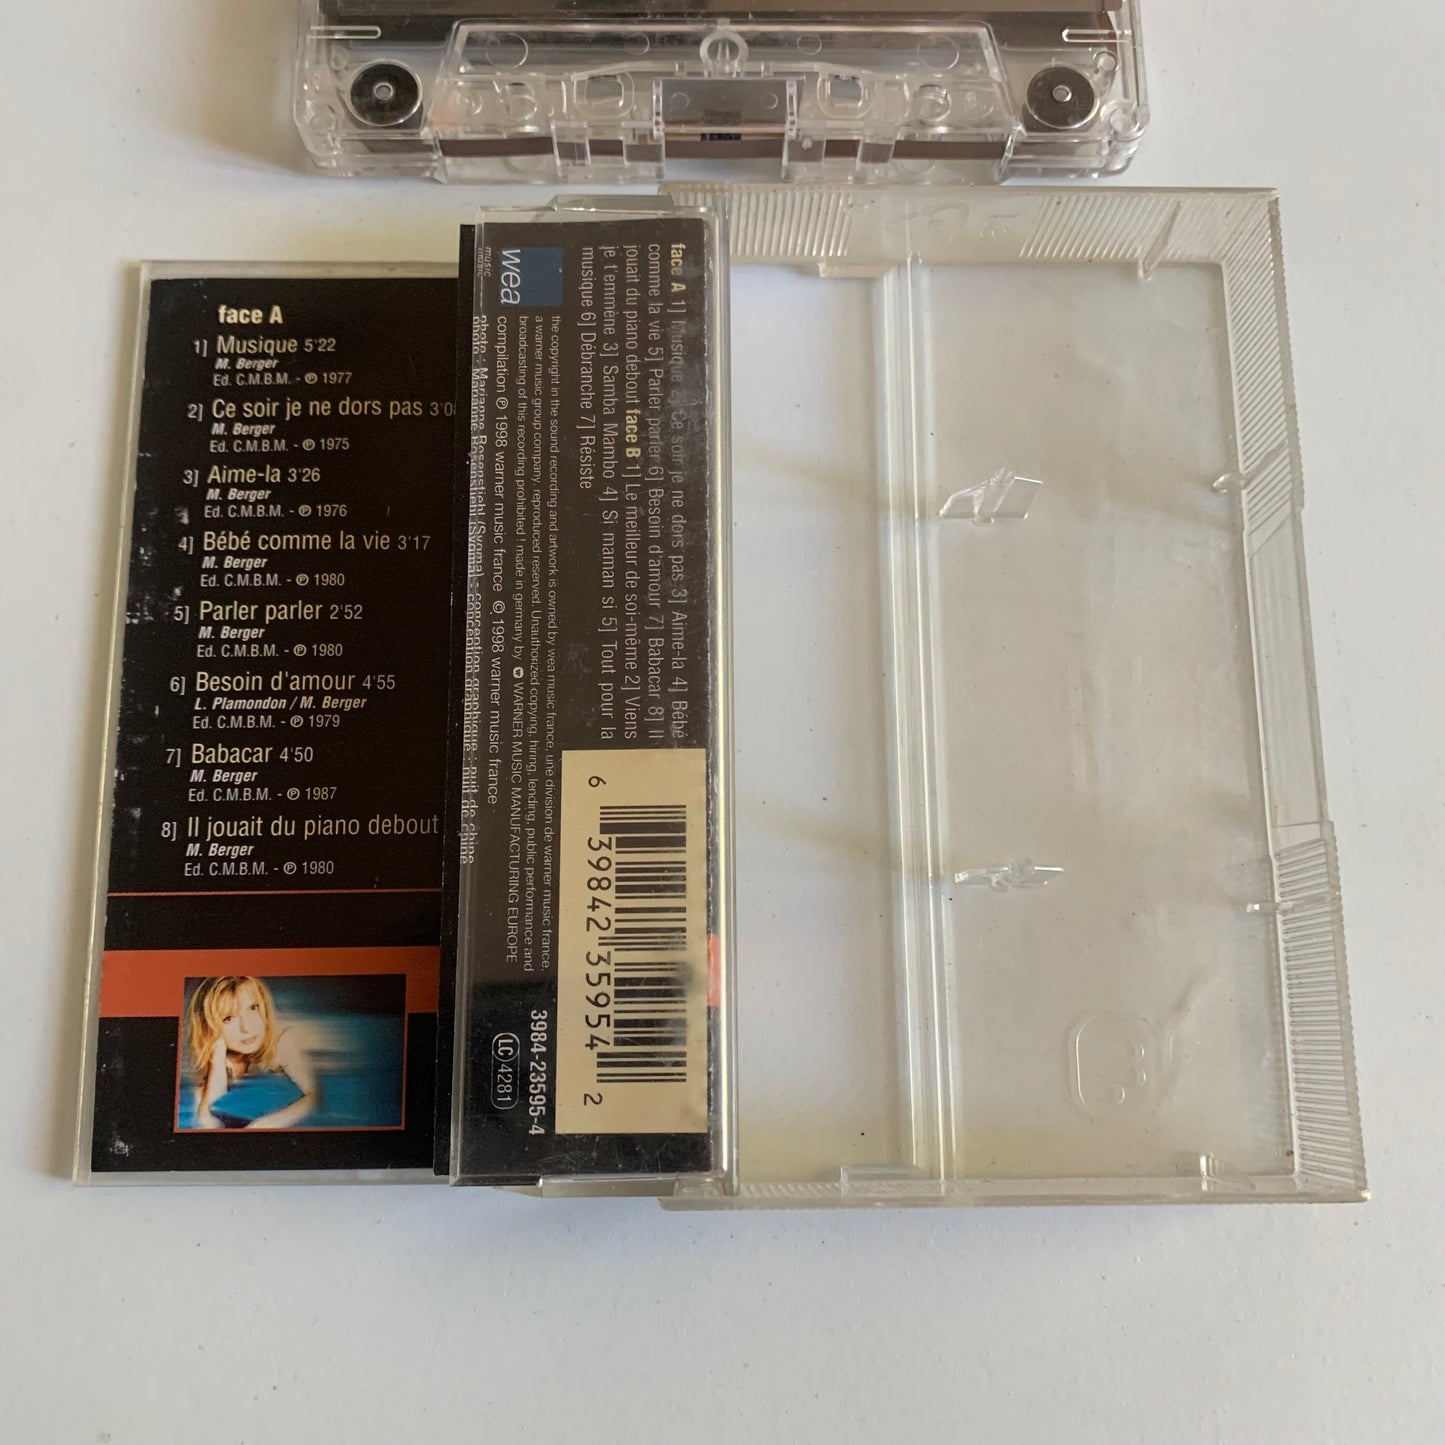 face A
1] Musique 5'22
M. Berger
Ed. C.M.B.M. - ℗ 1977
2] Ce soir je ne dors pas
M. Berger
Ed. C.M.B.M. - ℗ 1975
3] Aime-la 3'26
M. Berger
Ed. C.M.B.M. - ℗ 1976
4] Bébé comme la vie 3'17
M. Berger
Ed. C.M.B.M. - ℗ 1980
5] Parler parler 2'52
M. Berger
Ed. C.M.B.M. - ℗ 1980
6] Besoin d'amour 4'55
L. Plamondon / M. Berger
Ed. C.M.B.M. - ℗ 1979
7] Babacar 4'50
M. Berger
Ed. C.M.B.M. - ℗ 1987
8] Il jouait du piano debout
M. Berger
Ed. C.M.B.M. - ℗ 1980
face A 1] Musique 2] Ce soir je ne dors pas 3] Aime-la 4] Bébé
comme la vie 5] Parler parler 6] Besoin d'amour 7] Babacar 8] Il
jouait du piano debout face B 1] Le meilleur de soi-même 2] Viens
je t'emmène 3] Samba Mambo 4] Si maman si 5] Tout pour la
musique 6] Débranche 7] Résiste
wea
music
the copyright in the sound recording and artwork is owned by wea music france, une division de warner music france.
a warner music group company. reproduced reserved. Unauthorized copying, hiring, lending, public performance and
broadcasting of this recording prohibited ! made in germany by WARNER MUSIC MANUFACTURING EUROPE
compilation ℗ 1998 warner music france © 1998 warner music france
photo : Marianne Rosenstiehl (Sygma) - conception graphique : nuit de chine
6 39842 35954 2
3984-23595-4
LC 4281